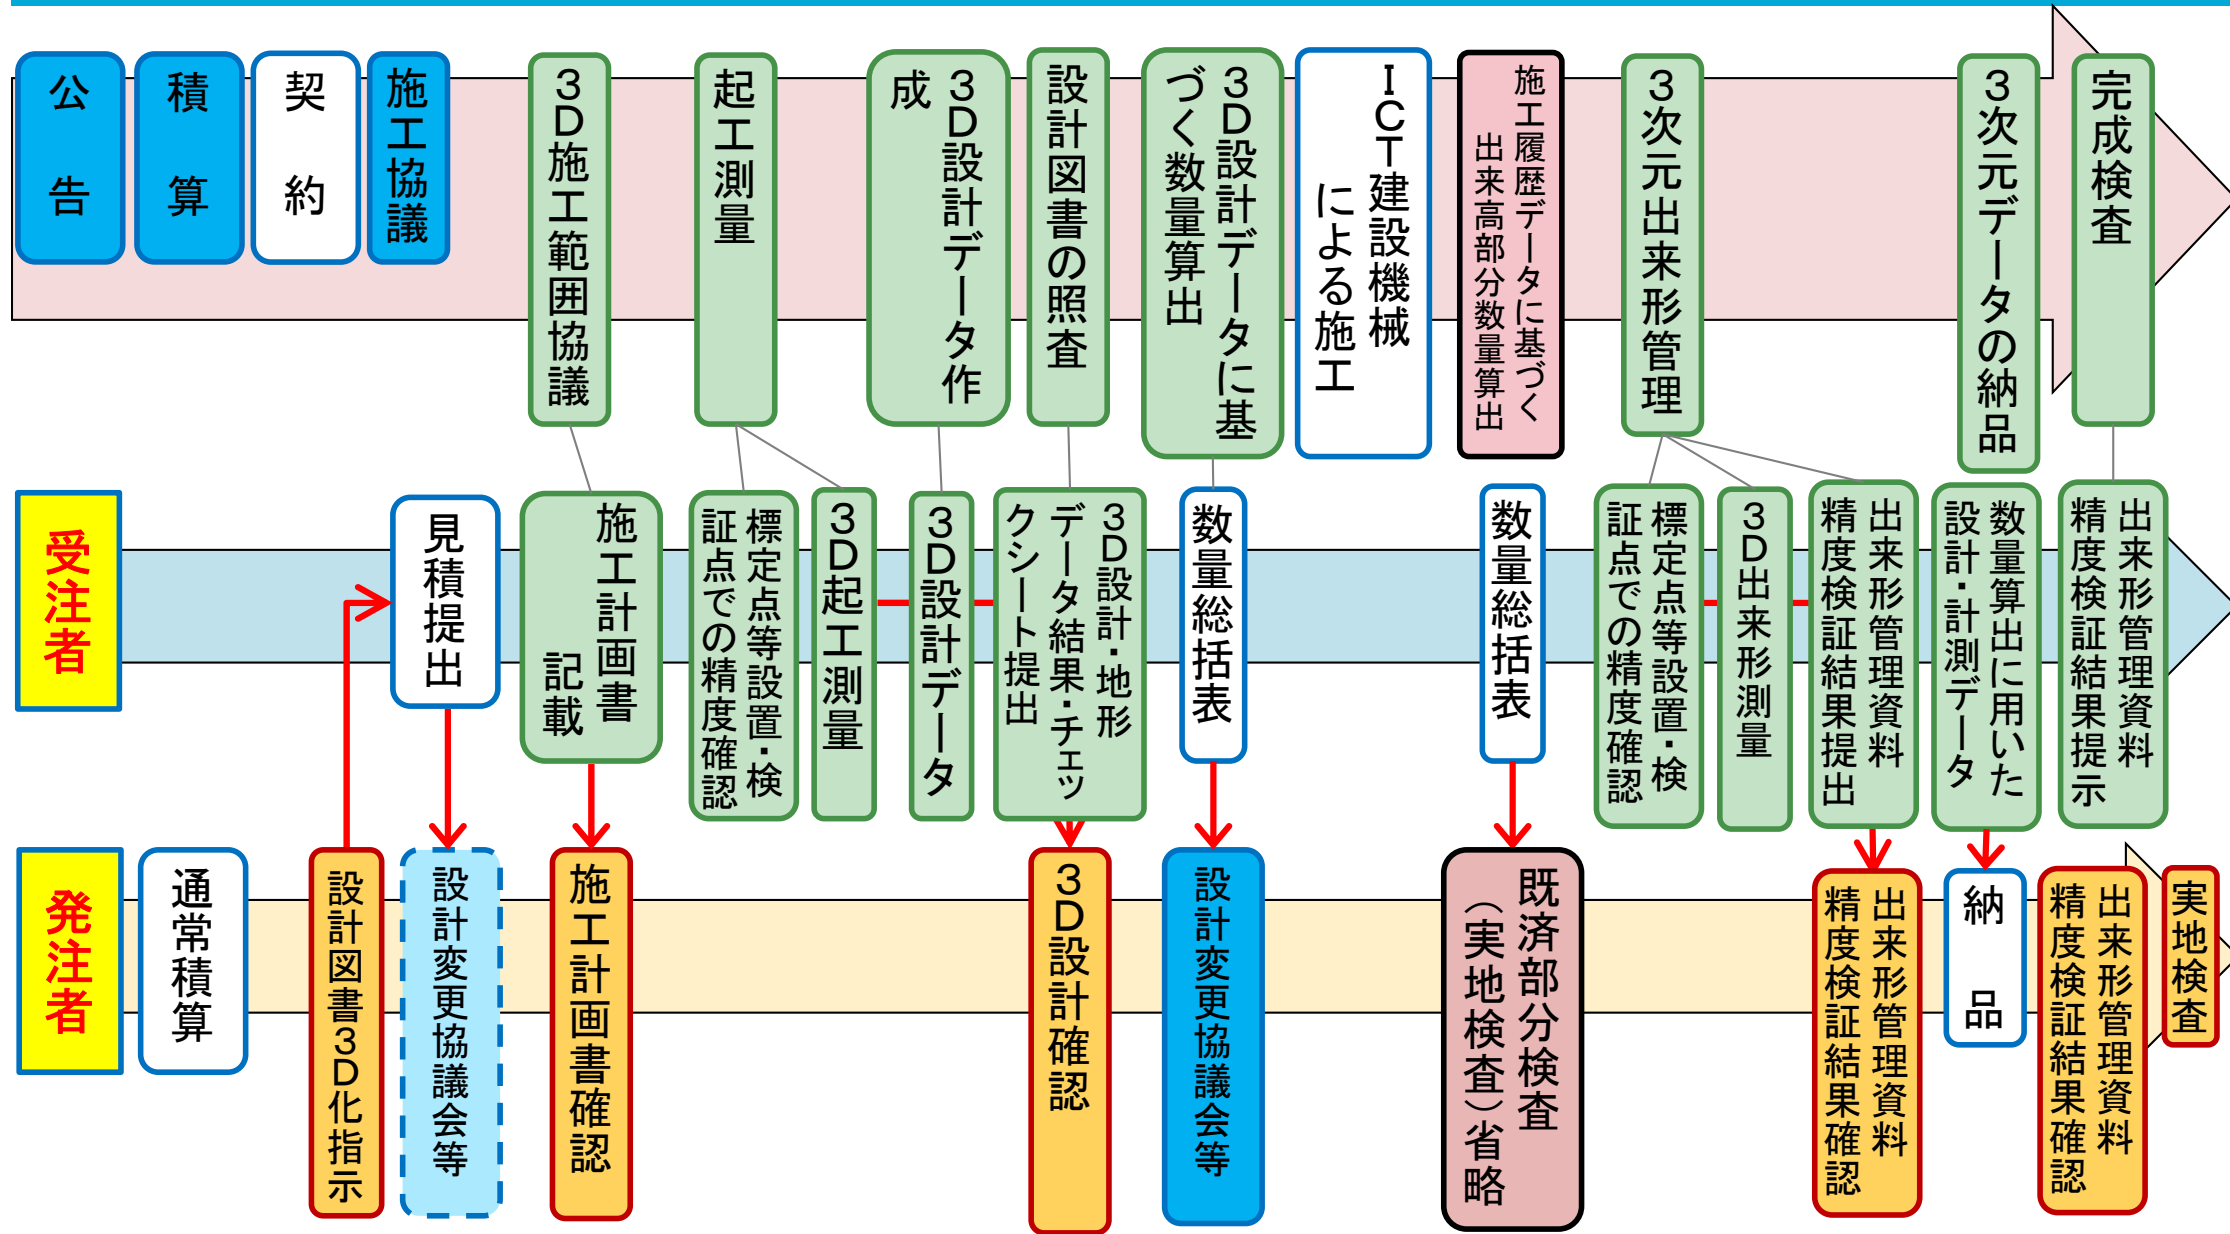 公告
積算
契約
施工協議
３Ｄ施工範囲協議
起工測量
３Ｄ設計データ作
成
設計図書の照査
３Ｄ設計データに基
づく数量算出
ＩＣＴ建設機械
による施工
施工履歴データに基づく
出来高部分数量算出
３次元出来形管理
３次元データの納品
完成検査
受注者
見積提出
施工計画書
記載
標定点等設置・検
証点での精度確認
３Ｄ起工測量
３Ｄ設計データ
３Ｄ設計・地形
データ結果・チェッ
クシート提出
数量総括表
数量総括表
標定点等設置・検
証点での精度確認
３Ｄ出来形測量
出来形管理資料
精度検証結果提出
数量算出に用いた
設計・計測データ
出来形管理資料
精度検証結果提示
発注者
通常積算
設計図書３Ｄ化指示
設計変更協議会等
施工計画書確認
３Ｄ設計確認
設計変更協議会等
既済部分検査
（実地検査）省略
出来形管理資料
精度検証結果確認
納品
出来形管理資料
精度検証結果確認
実地検査